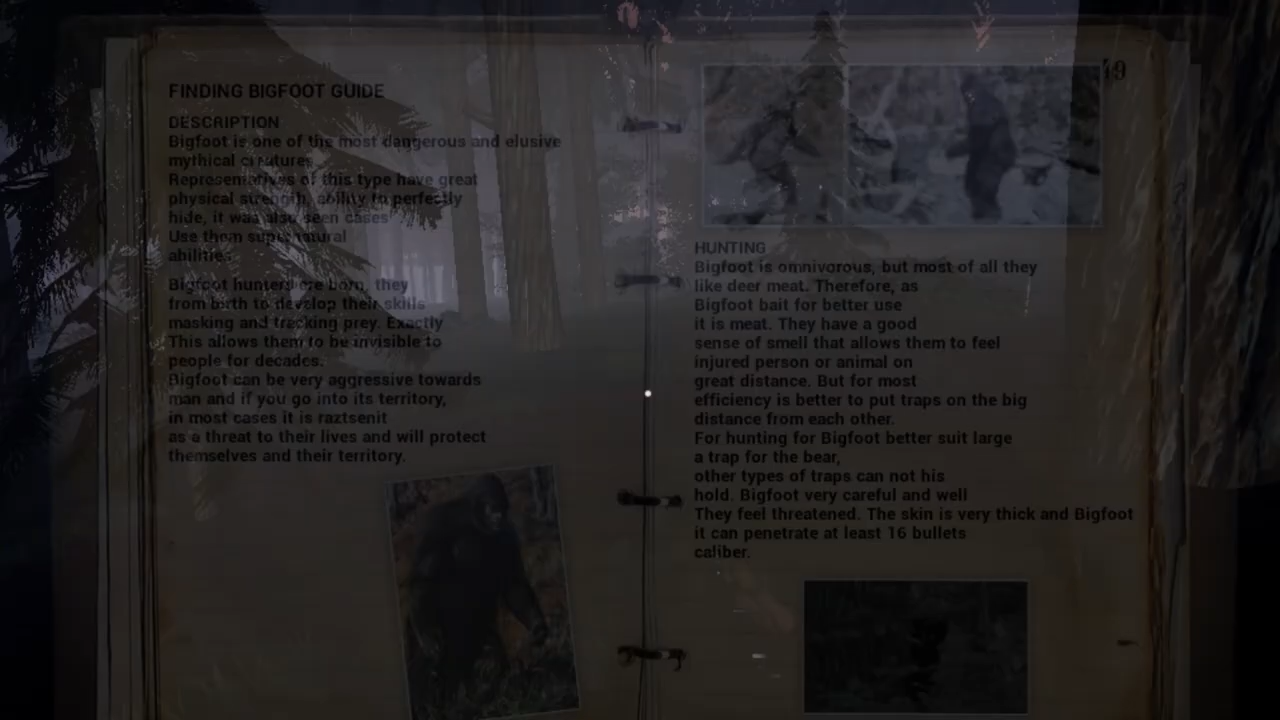 FINDING BIGFOOT GUIDE
DESCRIPTION
Bigfoot is one of the most dangerous and elusive
mythical creatures.
Representatives of this type have great
physical strength, ability to perfectly
hide, it was also seen cases
Use them supernatural
abilities.
Bigfoot hunters are born, they
from birth to develop their skills
masking and tracking prey. Exactly
This allows them to be invisible to
people for decades.
Bigfoot can be very aggressive towards
man and if you go into its territory,
in most cases it is raztsenit
as a threat to their lives and will protect
themselves and their territory.
49
HUNTING
Bigfoot is omnivorous, but most of all they
like deer meat. Therefore, as
Bigfoot bait for better use
it is meat. They have a good
sense of smell that allows them to feel
injured person or animal on
great distance. But for most
efficiency is better to put traps on the big
distance from each other.
For hunting for Bigfoot better suit large
a trap for the bear,
other types of traps can not his
hold. Bigfoot very careful and well
They feel threatened. The skin is very thick and Bigfoot
it can penetrate at least 16 bullets
caliber.